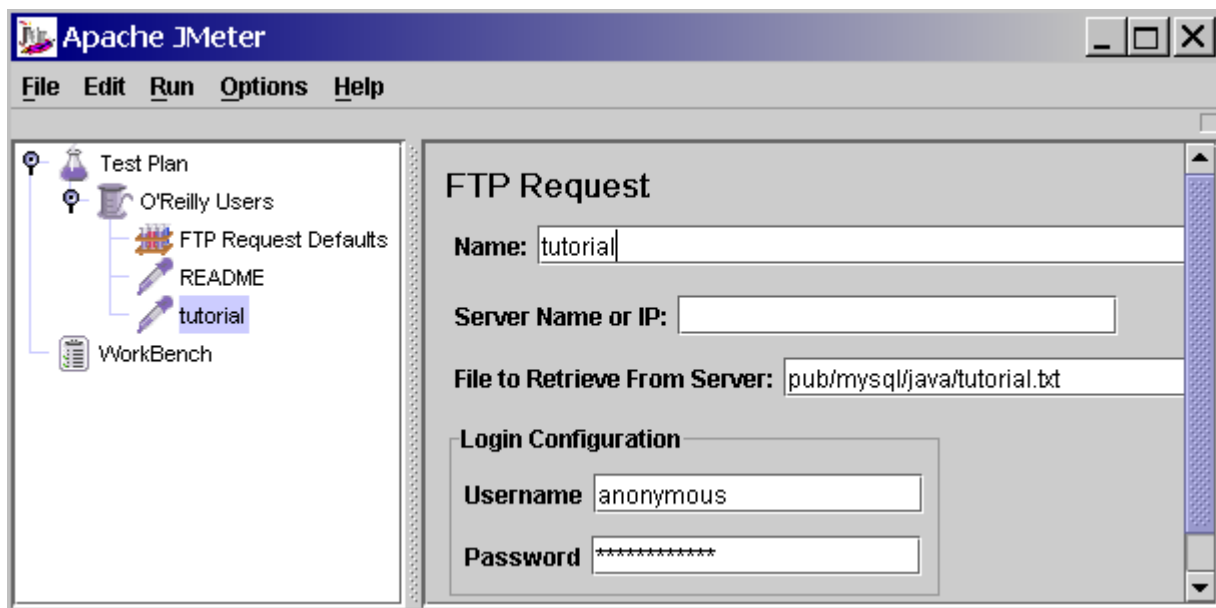 Apache JMeter
File Edit Run Options Help
Test Plan
O'Reilly Users
FTP Request Defaults
README
tutorial
WorkBench
FTP Request
Name: tutorial
Server Name or IP:
File to Retrieve From Server: pub/mysql/java/tutorial.txt
Login Configuration
Username anonymous
Password ************